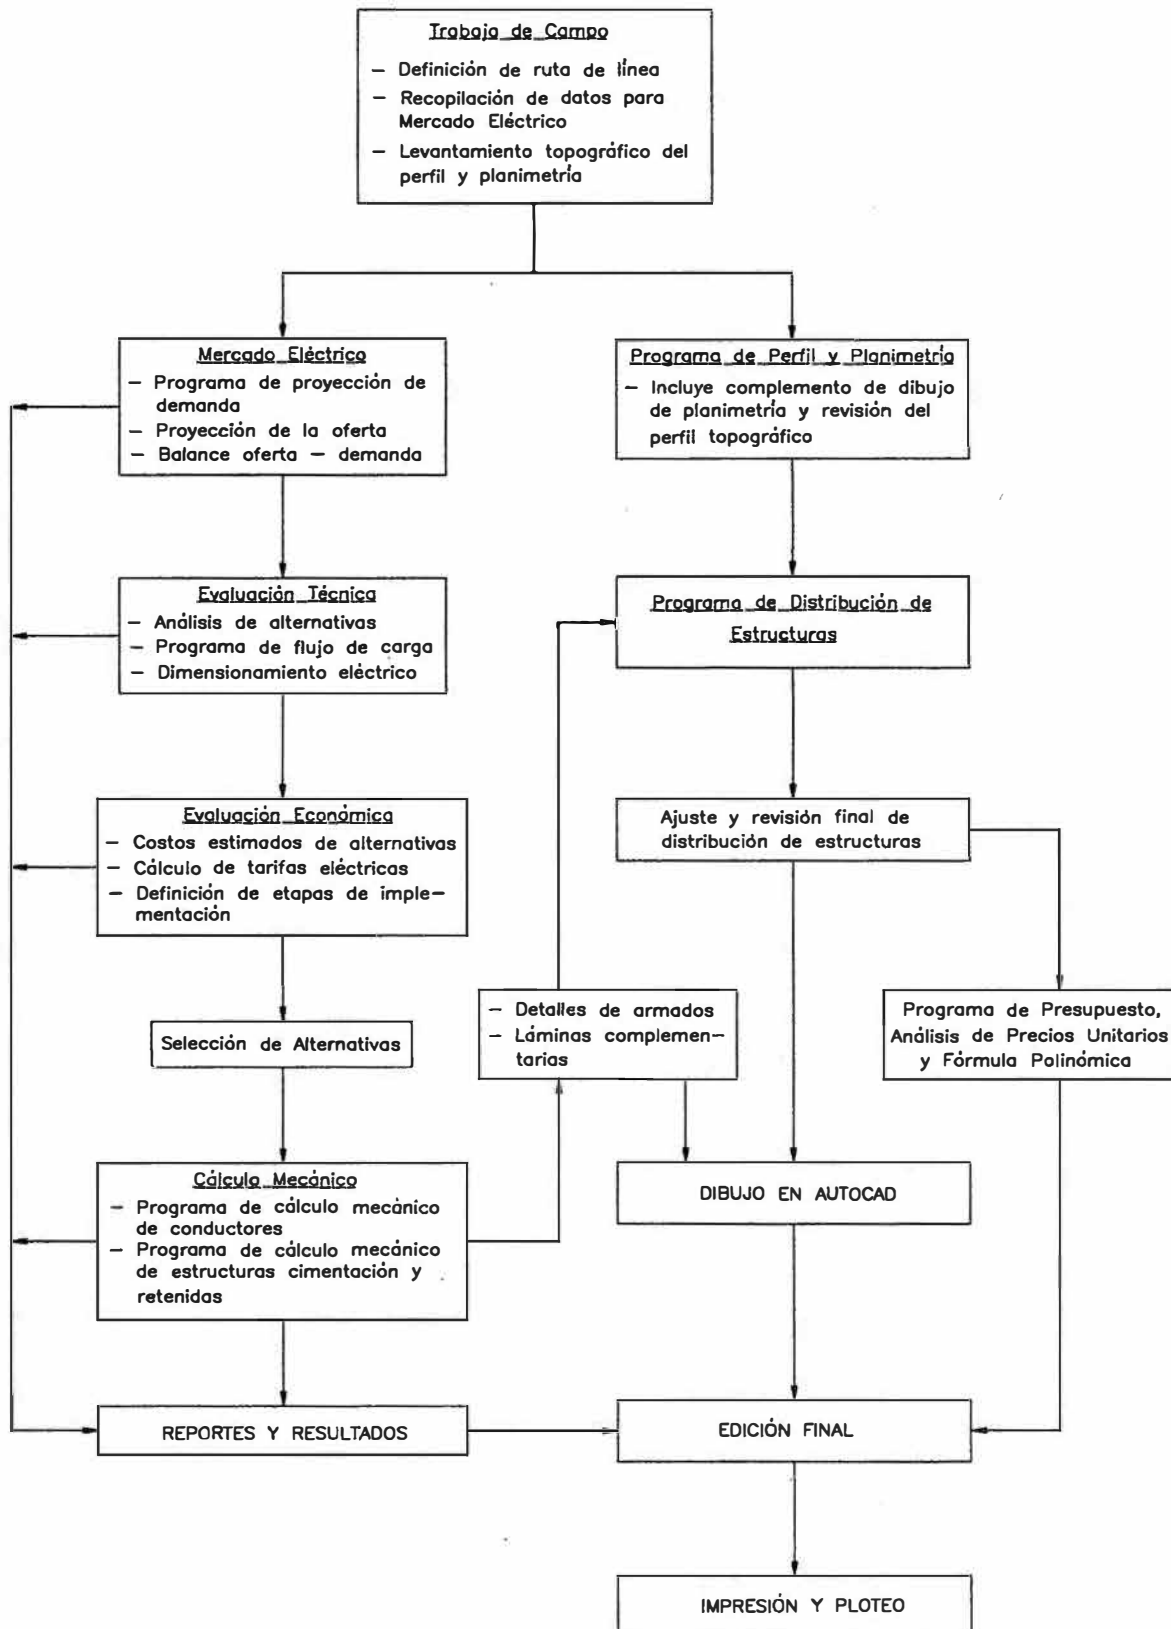 Trabaja de Campo
– Definición de ruta de línea
– Recopilación de datos para
Mercado Eléctrico
– Levantamiento topográfico del
perfil y planimetría
Mercado Eléctrico
– Programa de proyección de
demanda
– Proyección de la oferta
– Balance oferta – demanda
Programa de Perfil y Planimetría
– Incluye complemento de dibujo
de planimetría y revisión del
perfil topográfico
Evaluación Técnica
– Análisis de alternativas
– Programa de flujo de carga
– Dimensionamiento eléctrico
Programa de Distribución de
Estructuras
Evaluación Económica
– Costos estimados de alternativas
– Cálculo de tarifas eléctricas
– Definición de etapas de imple–
mentación
Ajuste y revisión final de
distribución de estructuras
Selección de Alternativas
– Detalles de armados
– Láminas complemen–
tarias
Programa de Presupuesto,
Análisis de Precios Unitarios
y Fórmula Polinómica
Cálculo Mecánico
– Programa de cálculo mecánico
de conductores
– Programa de cálculo mecánico
de estructuras cimentación y
retenidas
DIBUJO EN AUTOCAD
REPORTES Y RESULTADOS
EDICIÓN FINAL
IMPRESIÓN Y PLOTEO